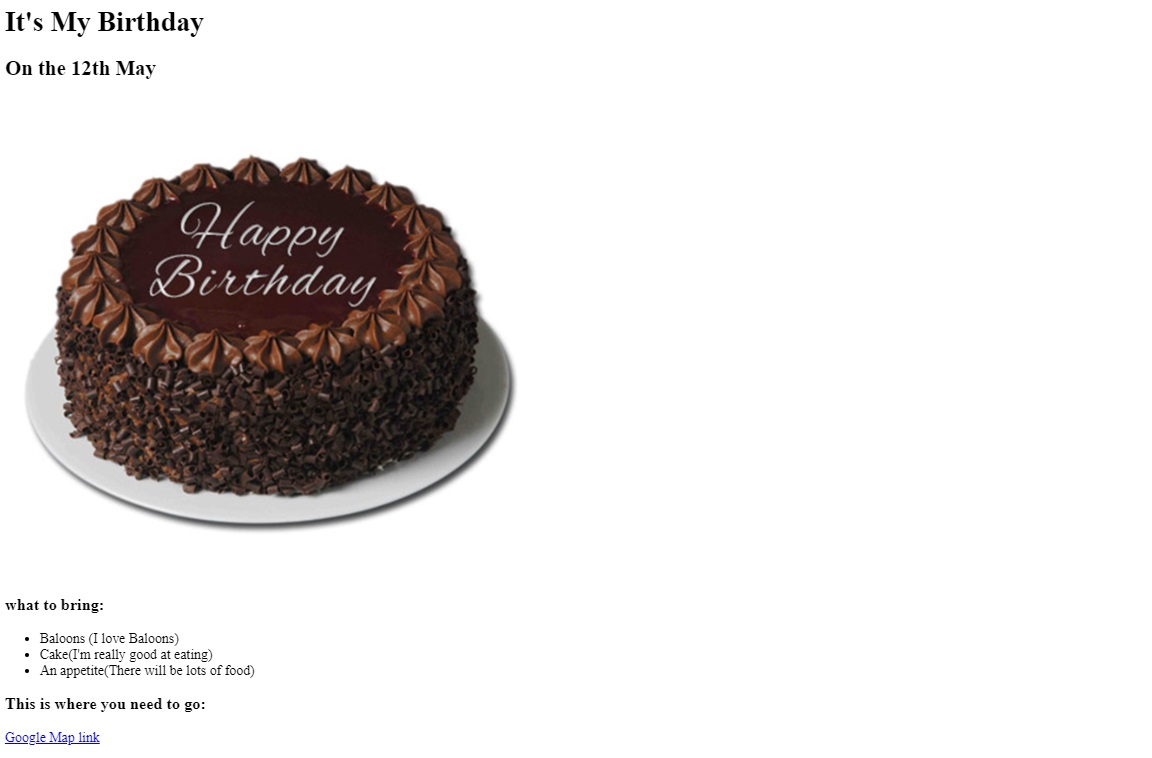 It's My Birthday
On the 12th May
Happy
Birthday
what to bring:
Baloons (I love Baloons)
Cake(I'm really good at eating)
An appetite(There will be lots of food)
This is where you need to go:
Google Map link